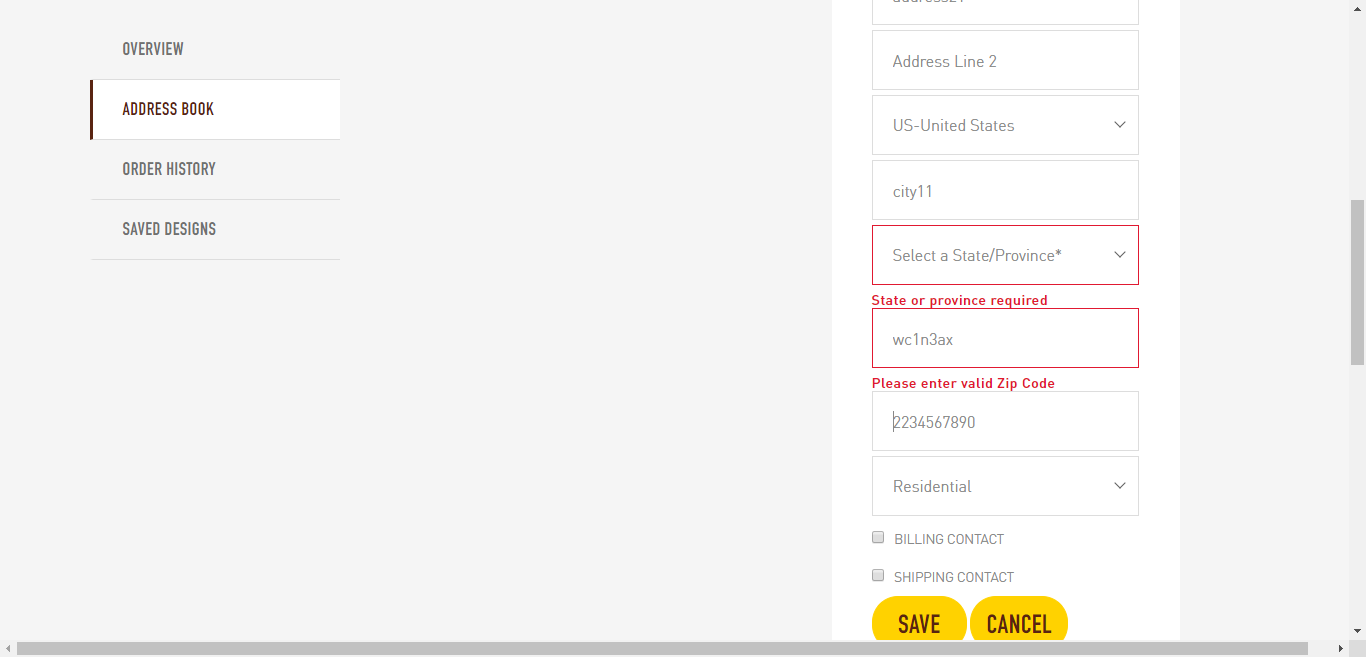 OVERVIEW
ADDRESS BOOK
ORDER HISTORY
SAVED DESIGNS
Address Line 2
US-United States
city11
Select a State/Province*
State or province required
wc1n3ax
Please enter valid Zip Code
2234567890
Residential
BILLING CONTACT
SHIPPING CONTACT
SAVE CANCEL